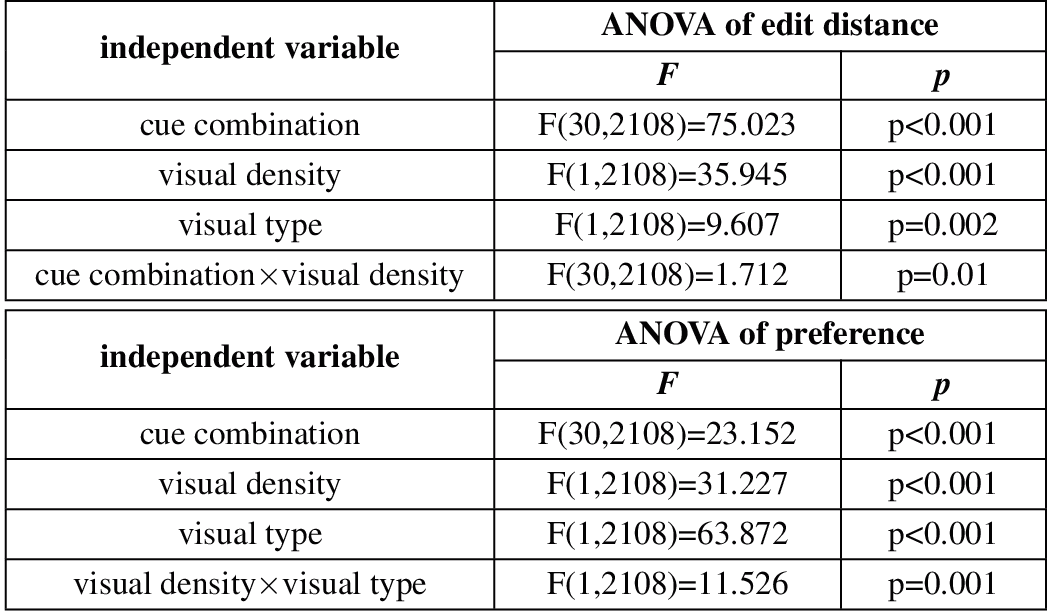 independent variable ANOVA of edit distance
F p
cue combination F(30,2108)=75.023 p<0.001
visual density F(1,2108)=35.945 p<0.001
visual type F(1,2108)=9.607 p=0.002
cue combination×visual density F(30,2108)=1.712 p=0.01
independent variable ANOVA of preference
F p
cue combination F(30,2108)=23.152 p<0.001
visual density F(1,2108)=31.227 p<0.001
visual type F(1,2108)=63.872 p<0.001
visual density×visual type F(1,2108)=11.526 p=0.001